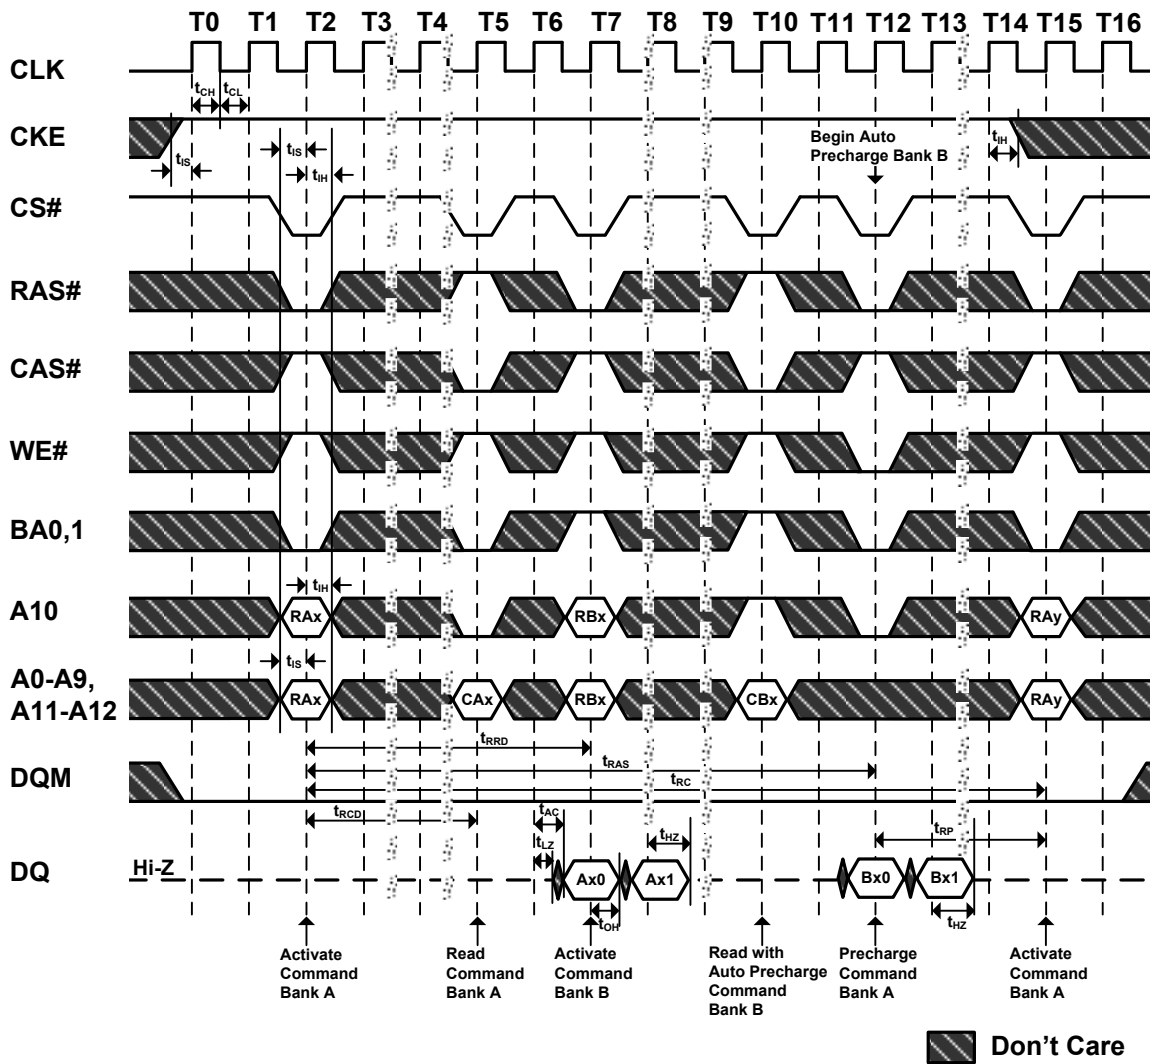 T0 T1 T2 T3 T4 T5 T6 T7 T8 T9 T10 T11 T12 T13 T14 T15 T16
CLK
tCH tCL
CKE
tIS
tIS
tIH
Begin Auto
Precharge Bank B
tIH
CS#
RAS#
CAS#
WE#
BA0,1
tIH
A10
RAx RBx RAy
tIS
A0-A9,
A11-A12
RAx CAx RBx CBx RAy
tRRD
tRAS
DQM
tRC
tRCD
tAC
tLZ
tHZ
tRP
DQ
Hi-Z
Ax0 Ax1 Bx0 Bx1
tOH
tHZ
Activate
Command
Bank A
Read
Command
Bank A
Activate
Command
Bank B
Read with
Auto Precharge
Command
Bank B
Precharge
Command
Bank A
Activate
Command
Bank A
Don't Care